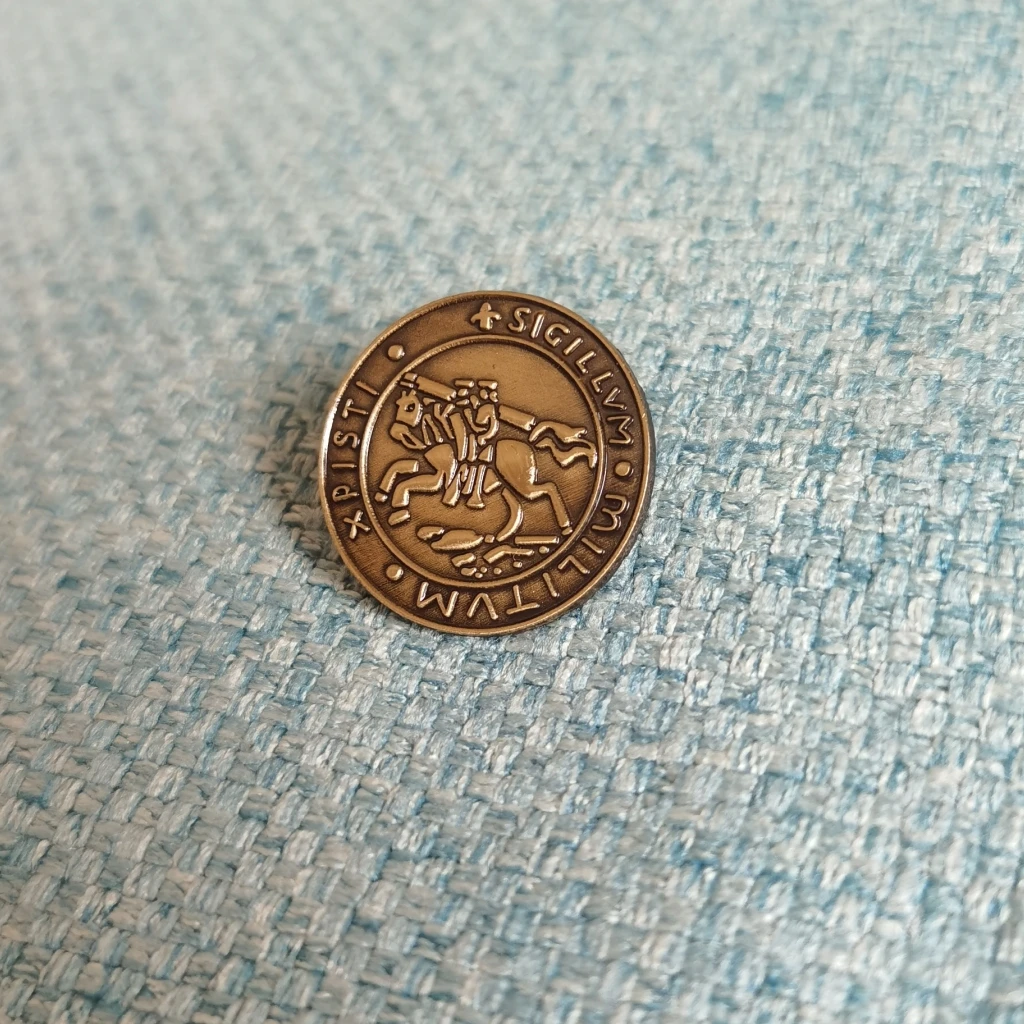 ✝ SIGILLVM • MILITVM • XPISTI •